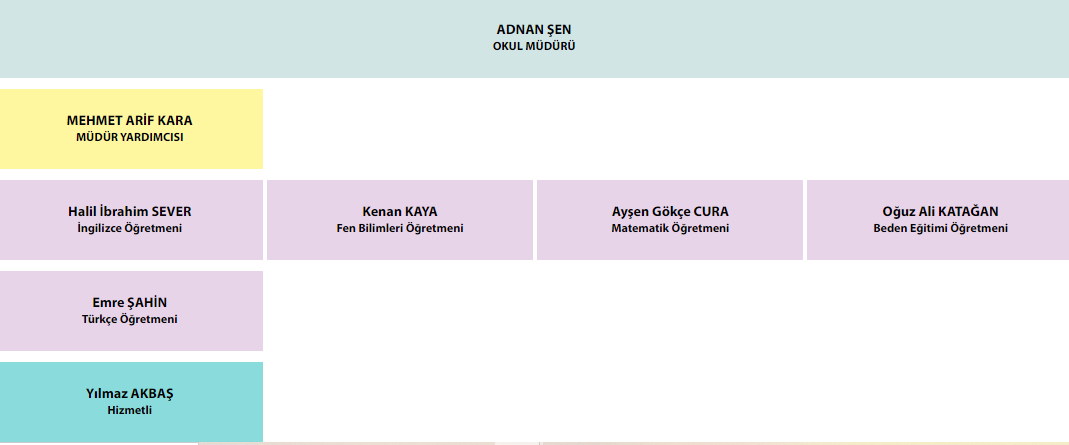 ADNAN ŞEN
OKUL MÜDÜRÜ
MEHMET ARİF KARA
MÜDÜR YARDIMCISI
Halil İbrahim SEVER
İngilizce Öğretmeni
Kenan KAYA
Fen Bilimleri Öğretmeni
Ayşen Gökçe CURA
Matematik Öğretmeni
Oğuz Ali KATAĞAN
Beden Eğitimi Öğretmeni
Emre ŞAHİN
Türkçe Öğretmeni
Yılmaz AKBAŞ
Hizmetli